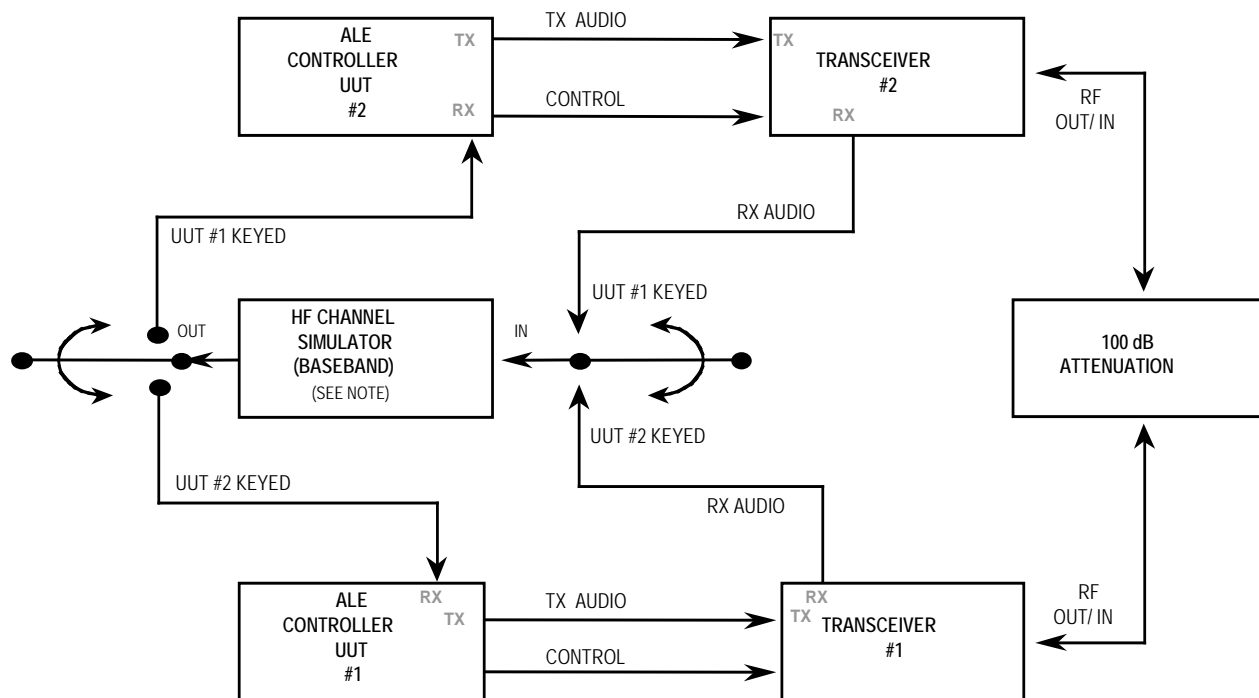 ALE
CONTROLLER
UUT
#2
TX
RX
TX AUDIO
CONTROL
TX
TRANSCEIVER
#2
RX
RF
OUT/ IN
RX AUDIO
UUT #1 KEYED
UUT #1 KEYED
OUT
HF CHANNEL
SIMULATOR
(BASEBAND)
(SEE NOTE)
IN
100 dB
ATTENUATION
UUT #2 KEYED
UUT #2 KEYED
RX AUDIO
ALE
CONTROLLER
UUT
#1
RX
TX
TX AUDIO
CONTROL
RX
TX
TRANSCEIVER
#1
RF
OUT/ IN